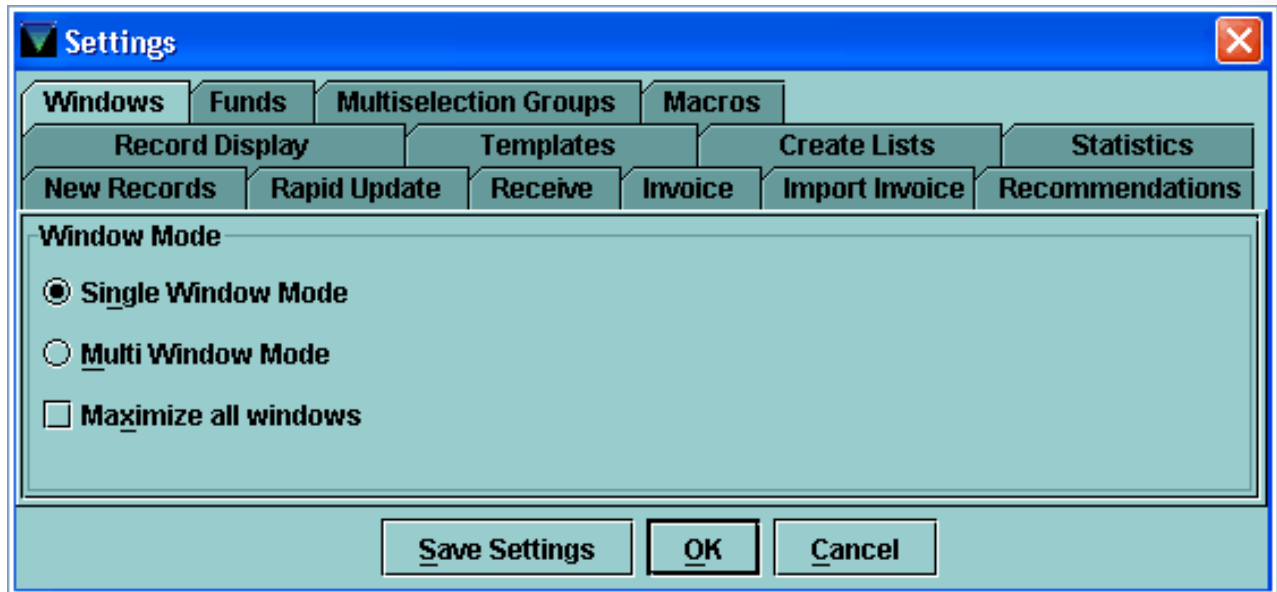 Settings
Windows Funds Multiselection Groups Macros
Record Display Templates Create Lists Statistics
New Records Rapid Update Receive Invoice Import Invoice Recommendations
Window Mode
Single Window Mode
Multi Window Mode
Maximize all windows
Save Settings OK Cancel